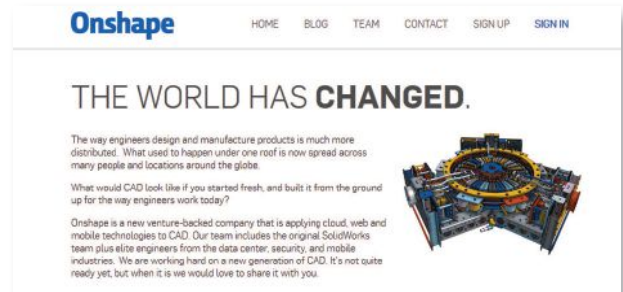 Onshape
HOME BLOG TEAM CONTACT SIGN UP SIGN IN
THE WORLD HAS CHANGED.
The way engineers design and manufacture products is much more
distributed. What used to happen under one roof is now spread across
many people and locations around the globe.
What would CAD look like if you started fresh, and built it from the ground
up for the way engineers work today?
Onshape is a new venture-backed company that is applying cloud, web and
mobile technologies to CAD. Our team includes the original SolidWorks
team plus elite engineers from the data center, security, and mobile
industries. We are working hard on a new generation of CAD. It's not quite
ready yet, but when it is we would love to share it with you.